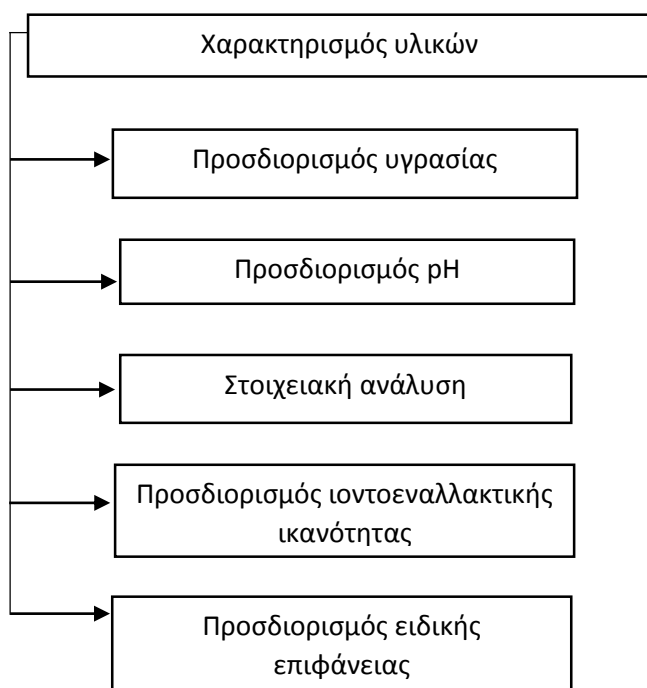 Χαρακτηρισμός υλικών
Προσδιορισμός υγρασίας
Προσδιορισμός pH
Στοιχειακή ανάλυση
Προσδιορισμός ιοντοεναλλακτικής
ικανότητας
Προσδιορισμός ειδικής
επιφάνειας